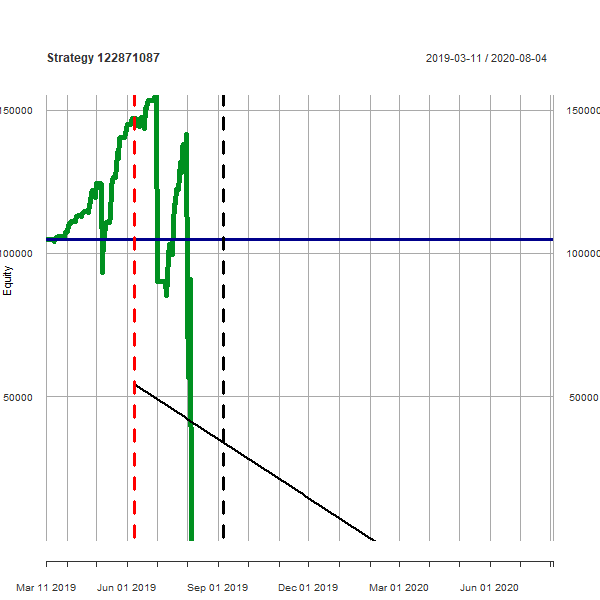 Strategy 122871087
2019-03-11 / 2020-08-04
150000
150000
100000
100000
50000
50000
Equity
Mar 11 2019
Jun 01 2019
Sep 01 2019
Dec 01 2019
Mar 01 2020
Jun 01 2020